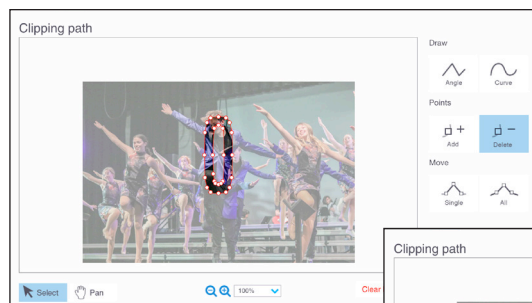 Clipping path
Draw
Angle
Curve
Points
Add
Delete
Move
Single
All
Select
Pan
100%
Clear
Clipping path